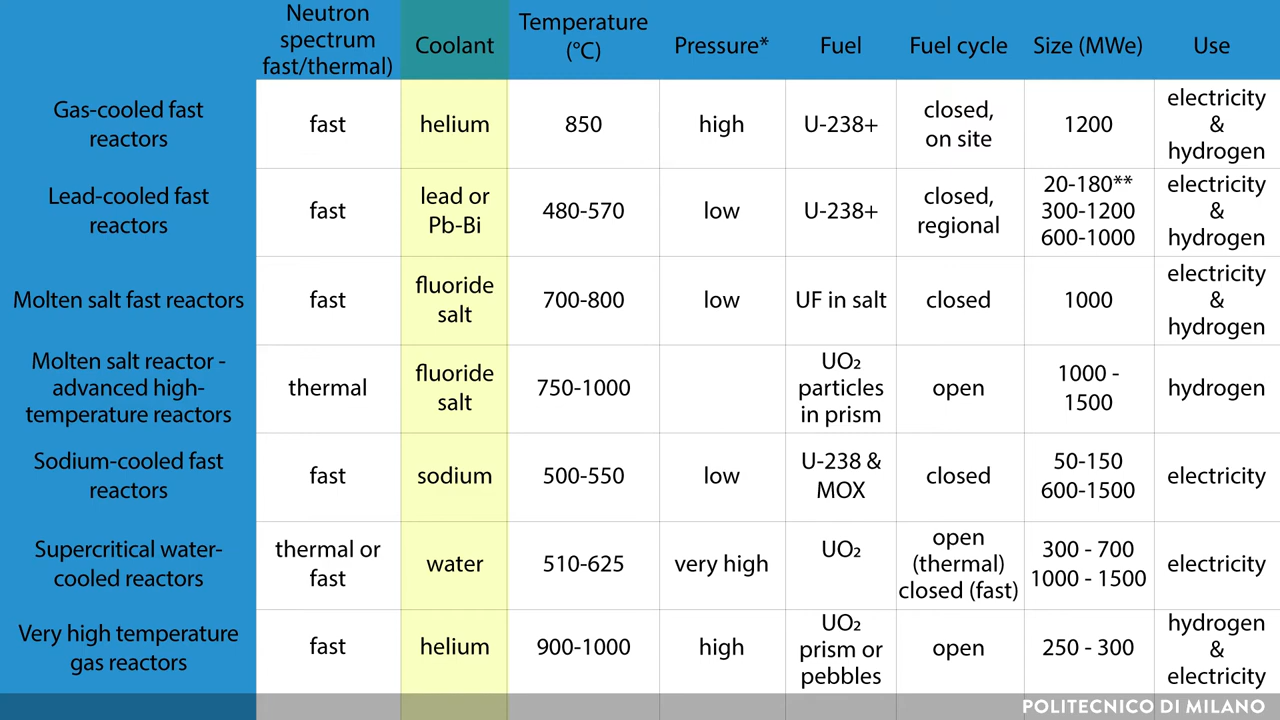 Neutron
spectrum
fast/thermal)
Coolant
Temperature
(°C)
Pressure*
Fuel
Fuel cycle
Size (MWe)
Use
Gas-cooled fast
reactors
fast
helium
850
high
U-238+
closed,
on site
1200
electricity
&
hydrogen
Lead-cooled fast
reactors
fast
lead or
Pb-Bi
480-570
low
U-238+
closed,
regional
20-180**
300-1200
600-1000
electricity
&
hydrogen
Molten salt fast reactors
fast
fluoride
salt
700-800
low
UF in salt
closed
1000
electricity
&
hydrogen
Molten salt reactor -
advanced high-
temperature reactors
thermal
fluoride
salt
750-1000
UO₂
particles
in prism
open
1000 -
1500
hydrogen
Sodium-cooled fast
reactors
fast
sodium
500-550
low
U-238 &
MOX
closed
50-150
600-1500
electricity
Supercritical water-
cooled reactors
thermal or
fast
water
510-625
very high
UO₂
open
(thermal)
closed (fast)
300 - 700
1000 - 1500
electricity
Very high temperature
gas reactors
fast
helium
900-1000
high
UO₂
prism or
pebbles
open
250 - 300
hydrogen
&
electricity
POLITECNICO DI MILANO